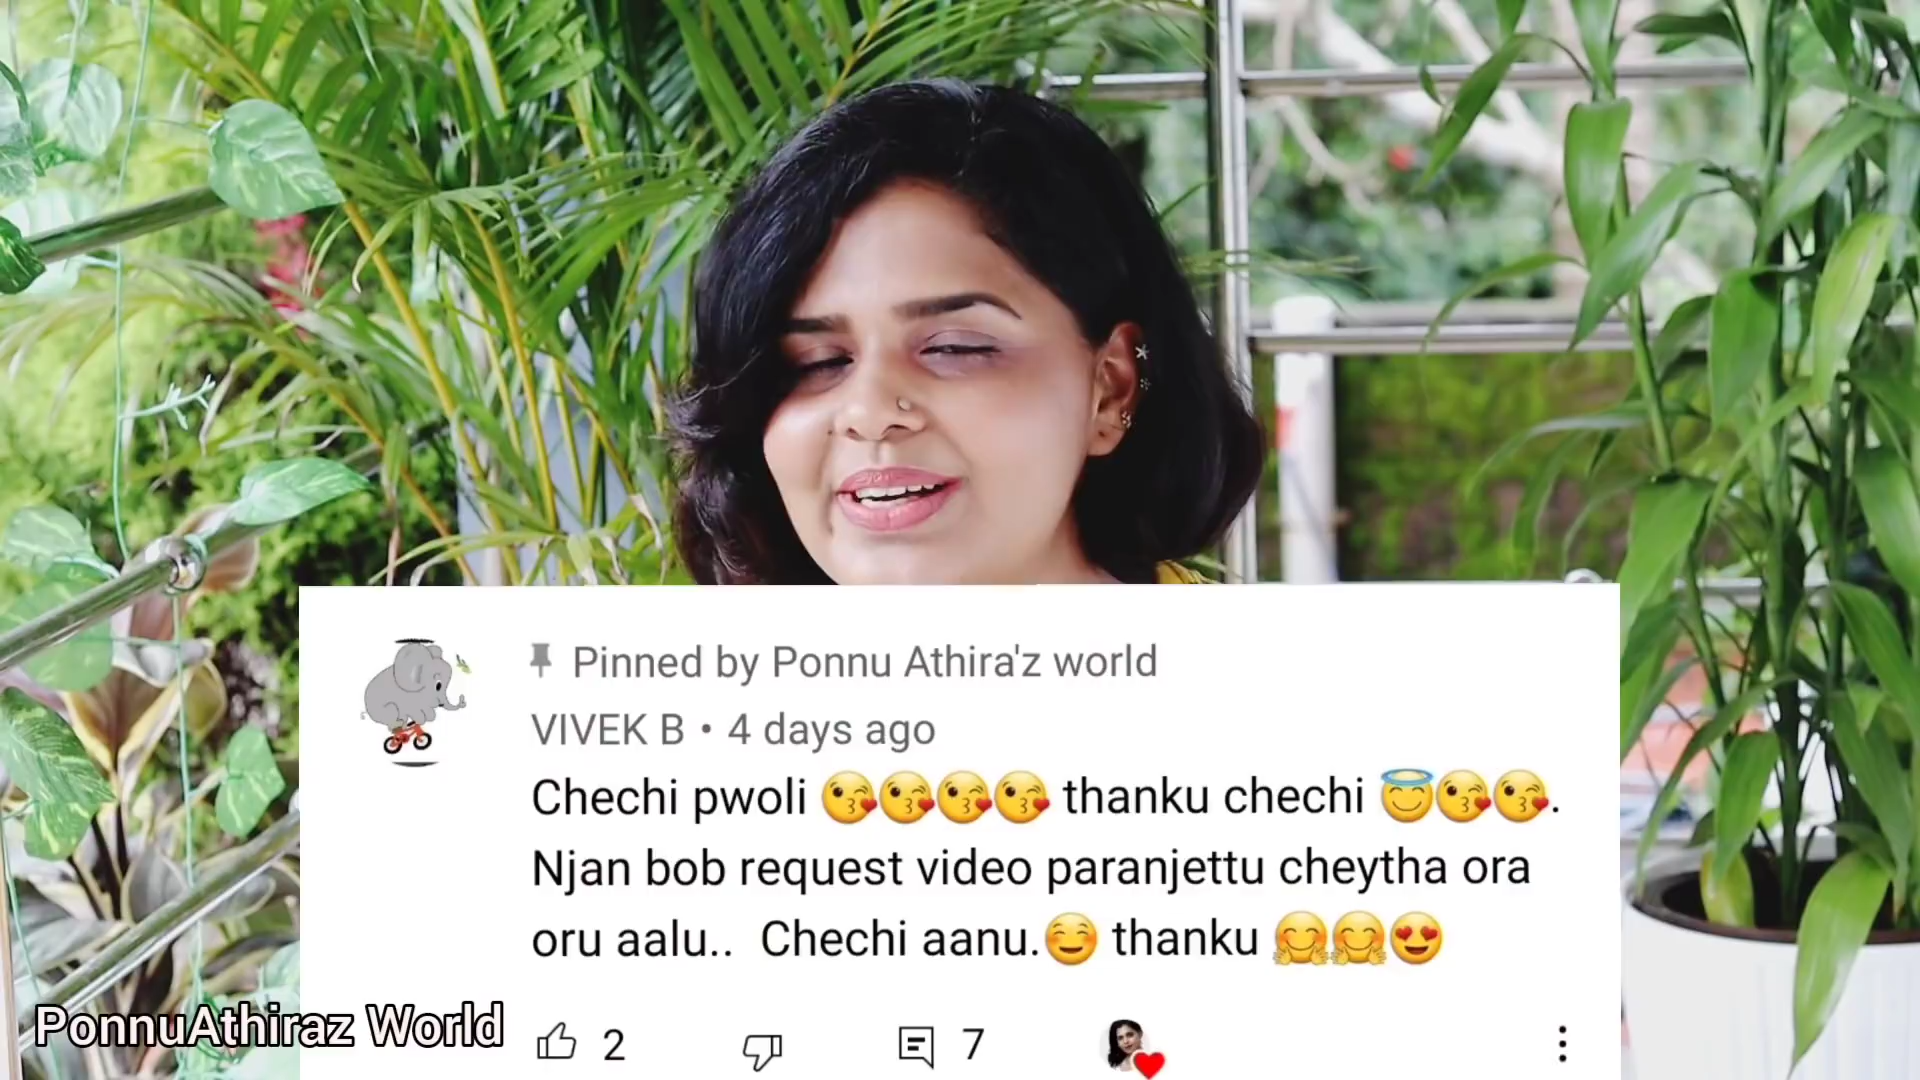 Pinned by Ponnu Athira'z world
VIVEK B • 4 days ago
Chechi pwoli 😘😘😘😘 thanku chechi 😇😘😘.
Njan bob request video paranjettu cheytha ora
oru aalu..  Chechi aanu.☺️ thanku 🤗🤗😍
2
7
PonnuAthiraz World